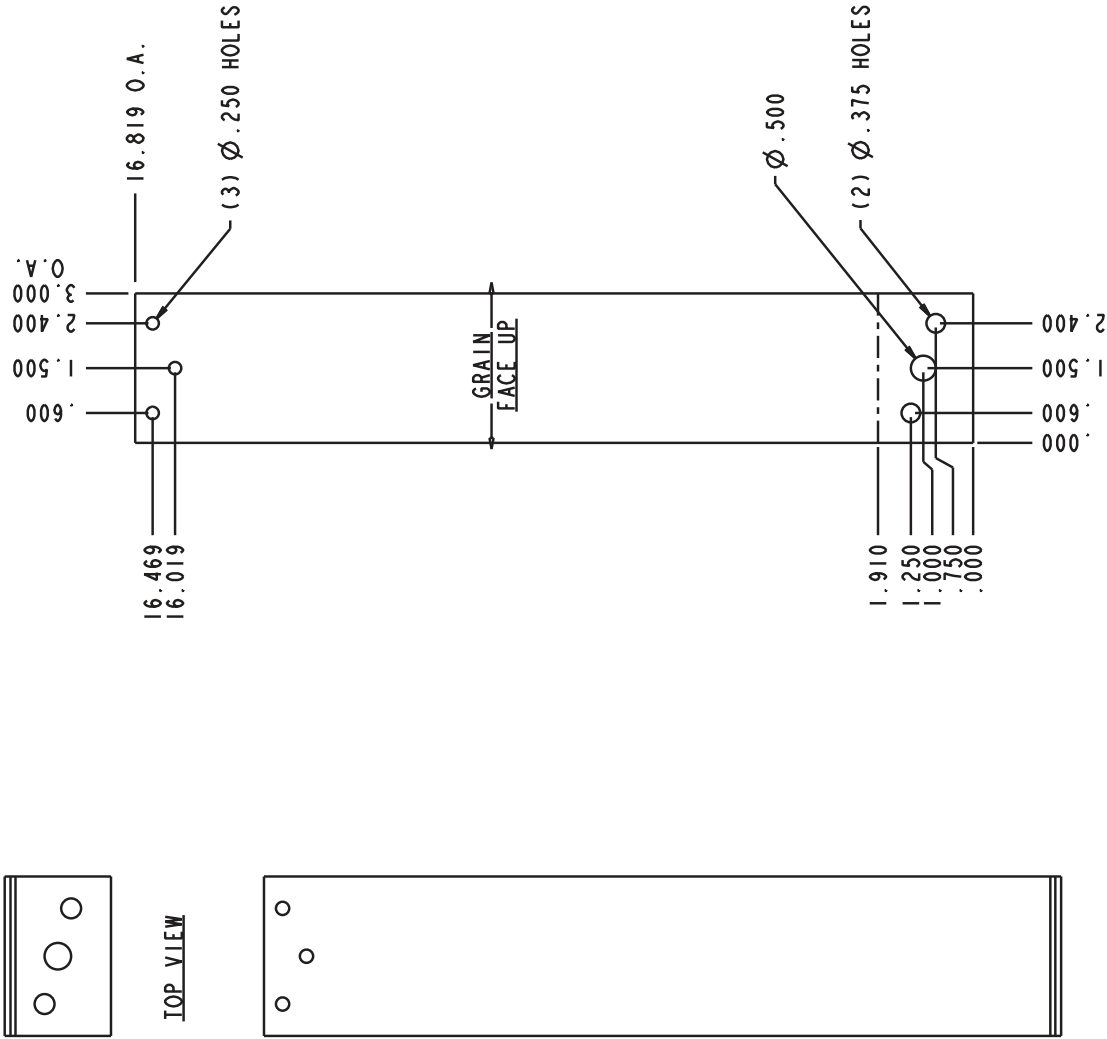 16.819 O.A.
(3) Ø.250 HOLES
Ø.500
(2) Ø.375 HOLES
3.000
O.A.
2.400
1.500
.600
GRAIN
FACE UP
2.400
1.500
.600
.000
16.469
16.019
1.910
1.250
1.000
.750
.000
TOP VIEW